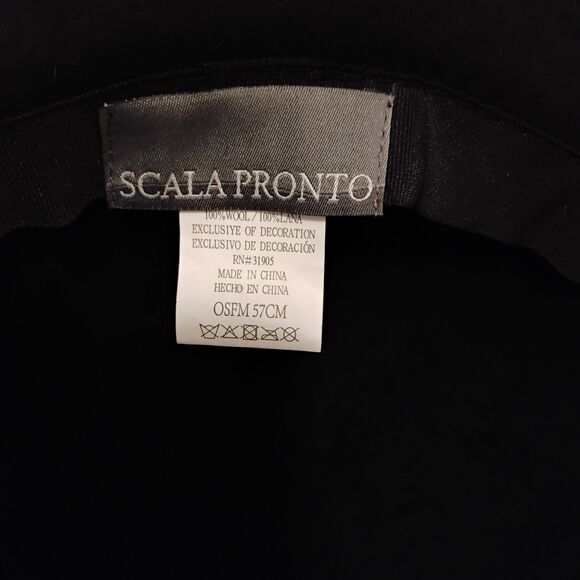 SCALA PRONTO
100%WOOL / 100%LANA
EXCLUSIYE OF DECORATION
EXCLUSIVO DE DECORACIÓN
RN#31905
MADE IN CHINA
HECHO EN CHINA
OSFM 57CM